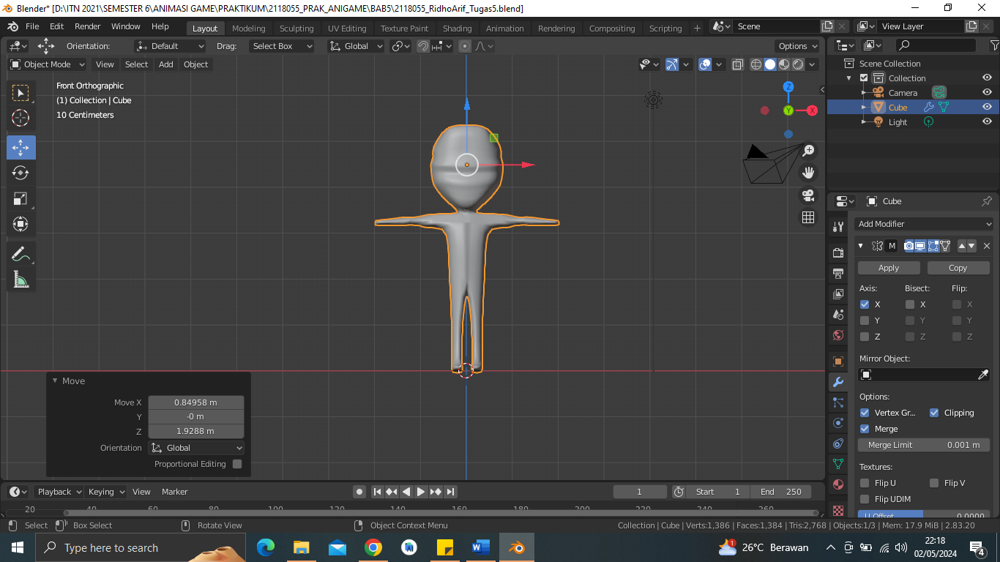 Blender* [D:\ITN 2021\SEMESTER 6\ANIMASI GAME\PRAKTIKUM\2118055_PRAK_ANIGAME\BAB5\2118055_RidhoArif_Tugas5.blend]
File Edit Render Window Help Layout Modeling Sculpting UV Editing Texture Paint Shading Animation Rendering Compositing Scripting + Scene View Layer
Orientation: Default Drag: Select Box Global Options
Object Mode View Select Add Object
Scene Collection
Collection
Camera
Cube
Light
Front Orthographic
(1) Collection | Cube
10 Centimeters
Z
Y
X
Cube
Add Modifier
M
Apply Copy
Axis: Bisect: Flip:
X X X
Y Y Y
Z Z Z
Mirror Object:
Options:
Vertex Gr... Clipping
Merge
Merge Limit 0.001 m
Textures:
Flip U Flip V
Flip UDIM
U Offset 0.0000
Move
Move X 0.84958 m
Y -0 m
Z 1.9288 m
Orientation Global
Proportional Editing
Playback Keying View Marker 1 Start 1 End 250
20 40 60 80 100 120 140 160 180 200 220 240 260
Select Box Select Rotate View Object Context Menu Collection | Cube | Verts:1,386 | Faces:1,384 | Tris:2,768 | Objects:1/3 | Mem: 17.9 MiB | 2.83.20
Type here to search
1
26°C Berawan
22:18
02/05/2024
4